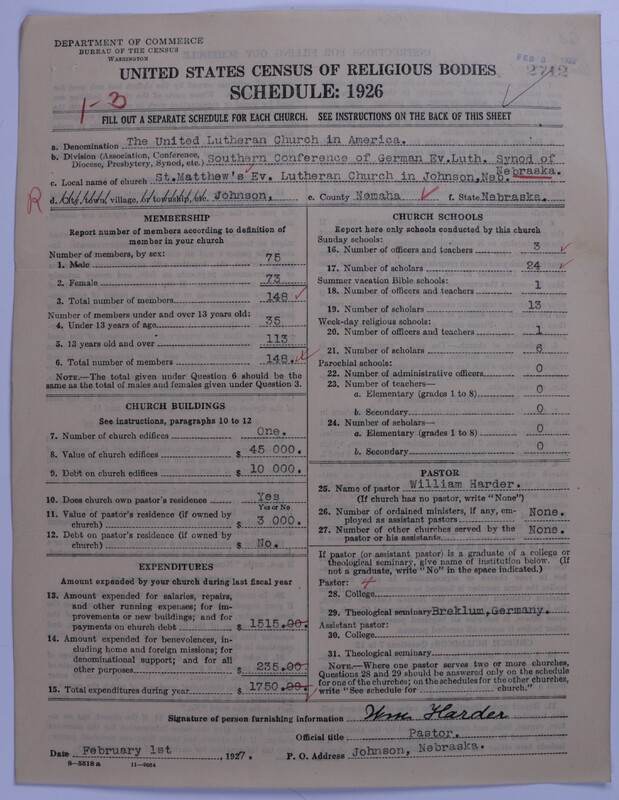 DEPARTMENT OF COMMERCE
BUREAU OF THE CENSUS
WASHINGTON
2742
UNITED STATES CENSUS OF RELIGIOUS BODIES
SCHEDULE: 1926
1-3
FILL OUT A SEPARATE SCHEDULE FOR EACH CHURCH. SEE INSTRUCTIONS ON THE BACK OF THIS SHEET
a. Denomination The United Lutheran Church in America.
b. Division (Association, Conference, Diocese, Presbytery, Synod, etc.) Southern Conference of German Ev.Luth. Synod of
Nebraska.
c. Local name of church St.Matthew's Ev. Lutheran Church in Johnson,Neb.
R
d. City, town, village, or township, etc. Johnson, e. County Nemaha f. State Nebraska.
MEMBERSHIP
Report number of members according to definition of
member in your church
Number of members, by sex:
1. Male 75
2. Female 73
3. Total number of members 148
Number of members under and over 13 years old:
4. Under 13 years of age 35
5. 13 years old and over 113
6. Total number of members 148
NOTE.—The total given under Question 6 should be the
same as the total of males and females given under Question 3.
CHURCH BUILDINGS
See instructions, paragraphs 10 to 12
7. Number of church edifices One.
8. Value of church edifices $ 45 000.
9. Debt on church edifices $ 10 000.
10. Does church own pastor's residence Yes
Yes or No
11. Value of pastor's residence (if owned by
church) $ 3 000.
12. Debt on pastor's residence (if owned by
church) $ No.
EXPENDITURES
Amount expended by your church during last fiscal year
13. Amount expended for salaries, repairs,
and other running expenses; for im-
provements or new buildings; and for
payments on church debt $ 1515.00.
14. Amount expended for benevolences, in-
cluding home and foreign missions; for
denominational support; and for all
other purposes $ 235.00.
15. Total expenditures during year $ 1750.00.
CHURCH SCHOOLS
Report here only schools conducted by this church
Sunday schools:
16. Number of officers and teachers 3
17. Number of scholars 24
Summer vacation Bible schools:
18. Number of officers and teachers 1
19. Number of scholars 13
Week-day religious schools:
20. Number of officers and teachers 1
21. Number of scholars 6
Parochial schools:
22. Number of administrative officers 0
23. Number of teachers—
a. Elementary (grades 1 to 8) 0
b. Secondary 0
24. Number of scholars—
a. Elementary (grades 1 to 8) 0
b. Secondary 0
PASTOR
25. Name of pastor William Harder.
(If church has no pastor, write "None")
26. Number of ordained ministers, if any, em-
ployed as assistant pastors None.
27. Number of other churches served by the
pastor or his assistants None.
If pastor (or assistant pastor) is a graduate of a college or
theological seminary, give name of institution below. (If
not a graduate, write "No" in the space indicated.)
Pastor: 4
28. College
29. Theological seminary Breklum,Germany.
Assistant pastor:
30. College
31. Theological seminary
NOTE.—Where one pastor serves two or more churches,
Questions 28 and 29 should be answered only on the schedule
for one of the churches; on the schedules for the other churches,
write "See schedule for church."
Signature of person furnishing information Wm. Harder
Official title Pastor.
Date February 1st, 1927. P. O. Address Johnson, Nebraska.
8-5518 a 11-9054